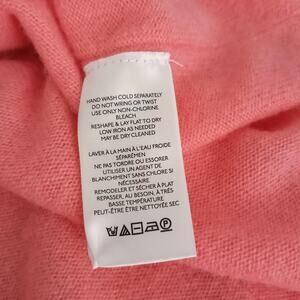 HAND WASH COLD SEPARATELY
DO NOT WRING OR TWIST
USE ONLY NON-CHLORINE
BLEACH
RESHAPE & LAY FLAT TO DRY
LOW IRON AS NEEDED
MAY BE DRY CLEANED
LAVER À LA MAIN À L'EAU FROIDE
SÉPARÉMEN
NE PAS TORDRE OU ESSORER
UTILISER UN AGENT DE
BLANCHIMENT SANS CHLORE SI
NÉCESSAIRE
REMODELER ET SÉCHER À PLAT
REPASSER, AU BESOIN, À TRÈS
BASSE TEMPÉRATURE
PEUT-ÊTRE ÊTRE NETTOYÉE SEC
P